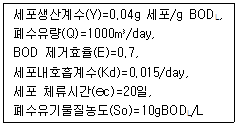 세포생산계수(Y)=0.04g 세포/g BODL,
폐수유량(Q)=1000m³/day,
BOD 제거효율(E)=0.7,
세포내호흡계수(Kd)=0.015/day,
세포 체류시간(Θc)=20일,
폐수유기물질농도(So)=10gBODL/L